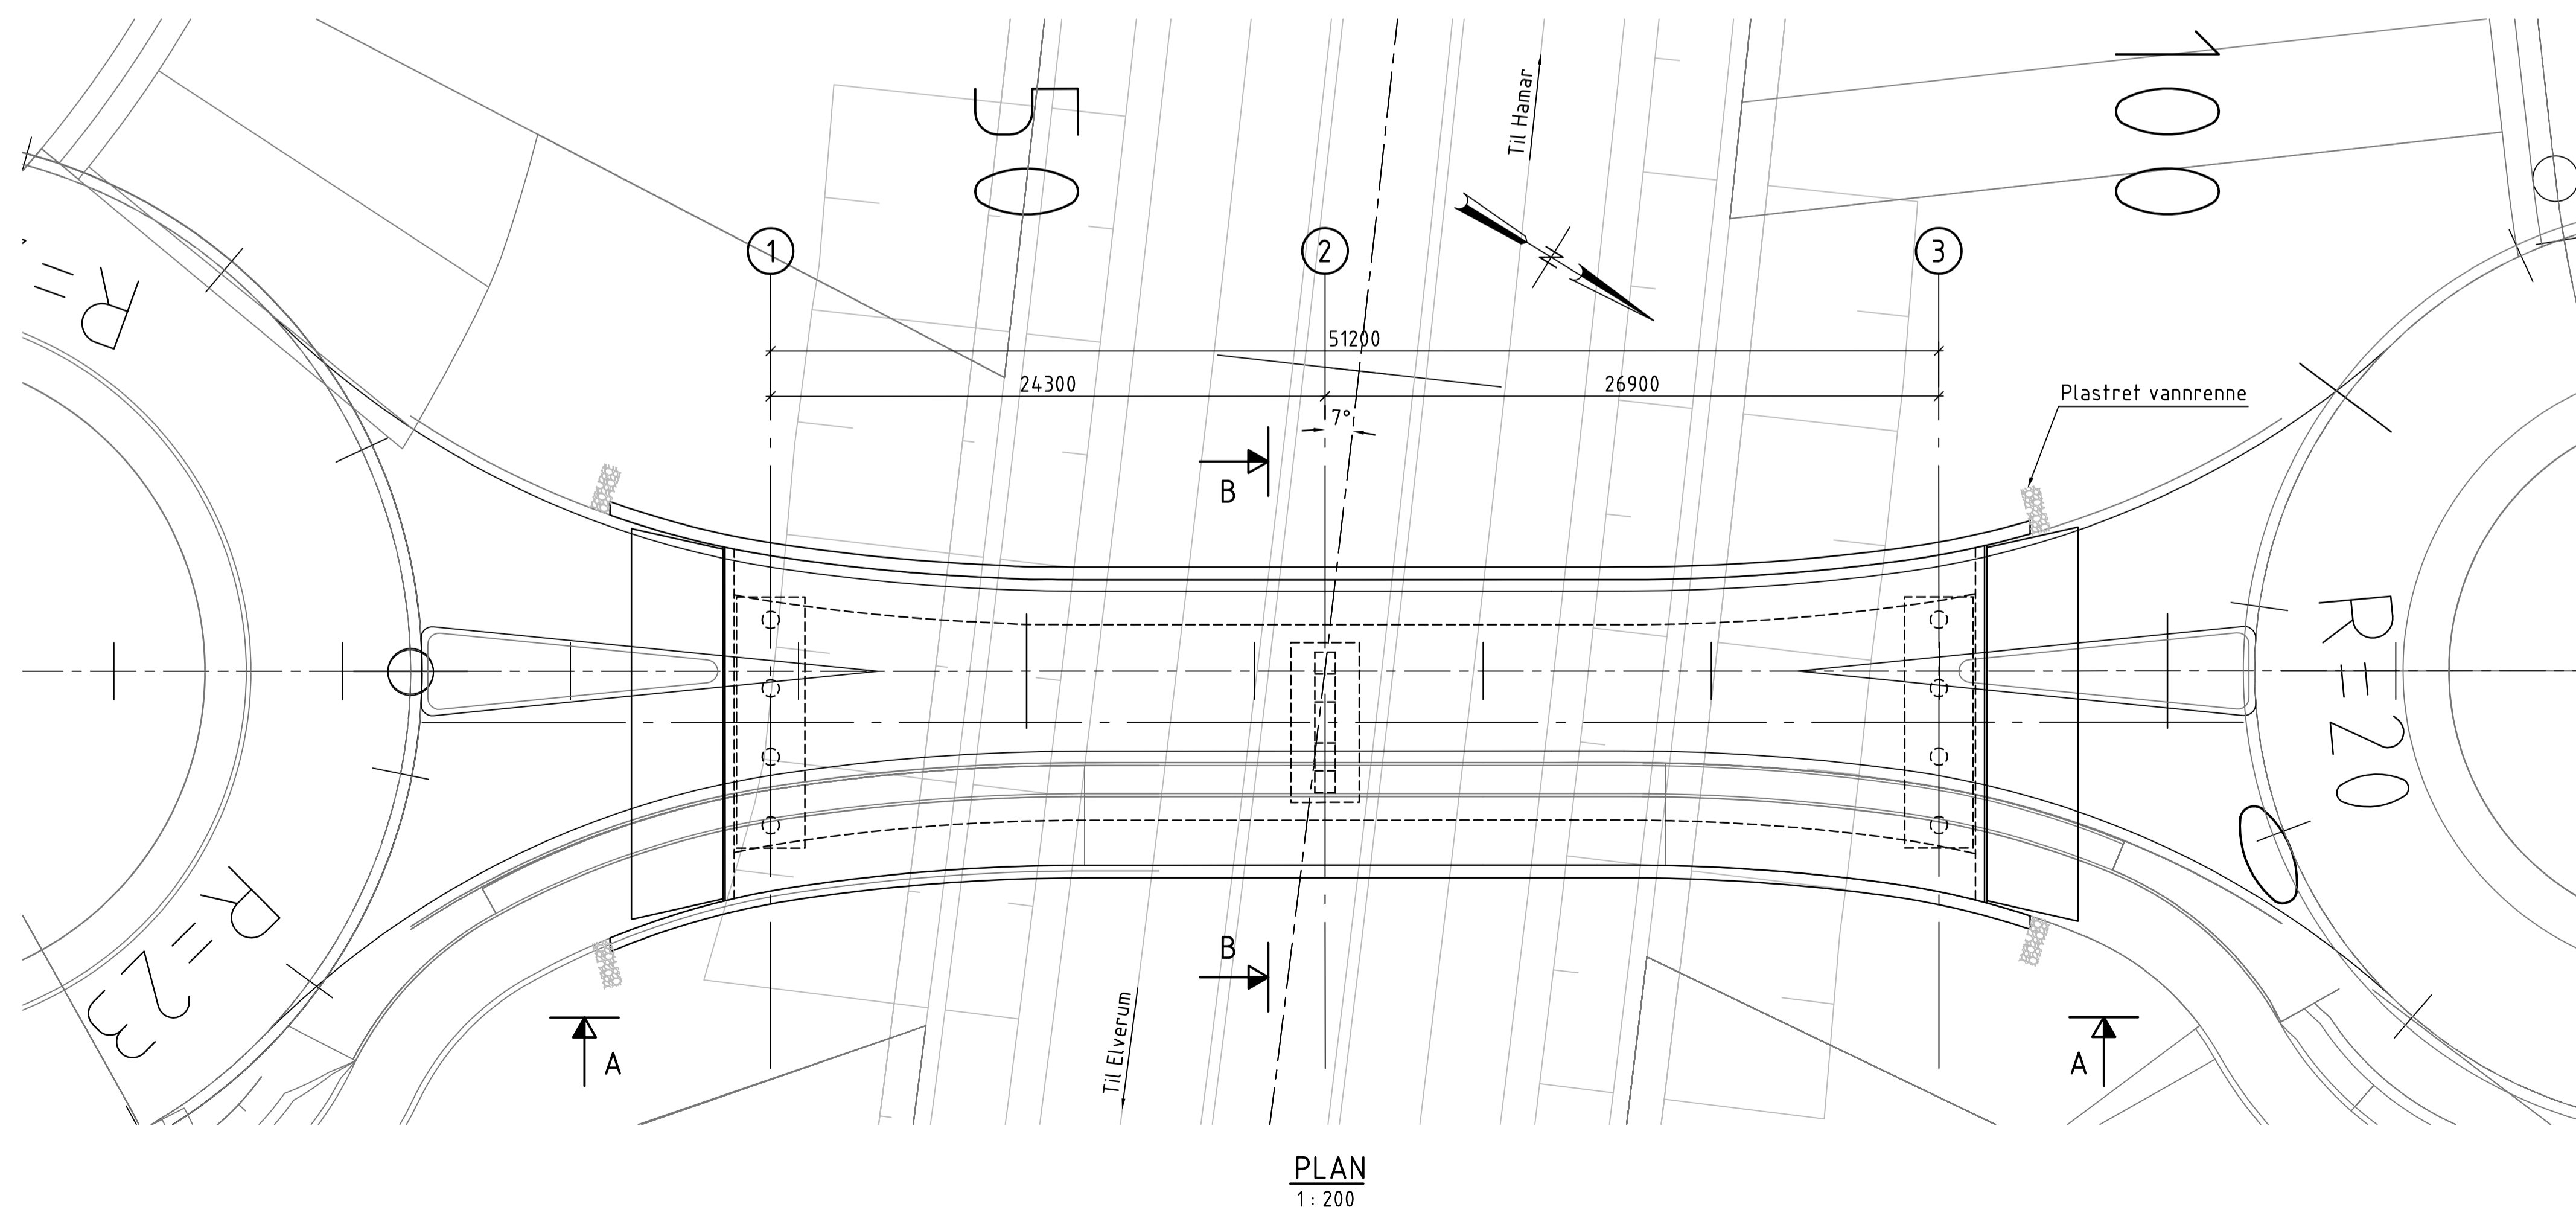 50
100
Til Hamar
1
2
3
N
51200
24300
26900
7°
Plastret vannrenne
B
R=
R=20
0
R=23
B
A
A
Til Elverum
PLAN
1:200